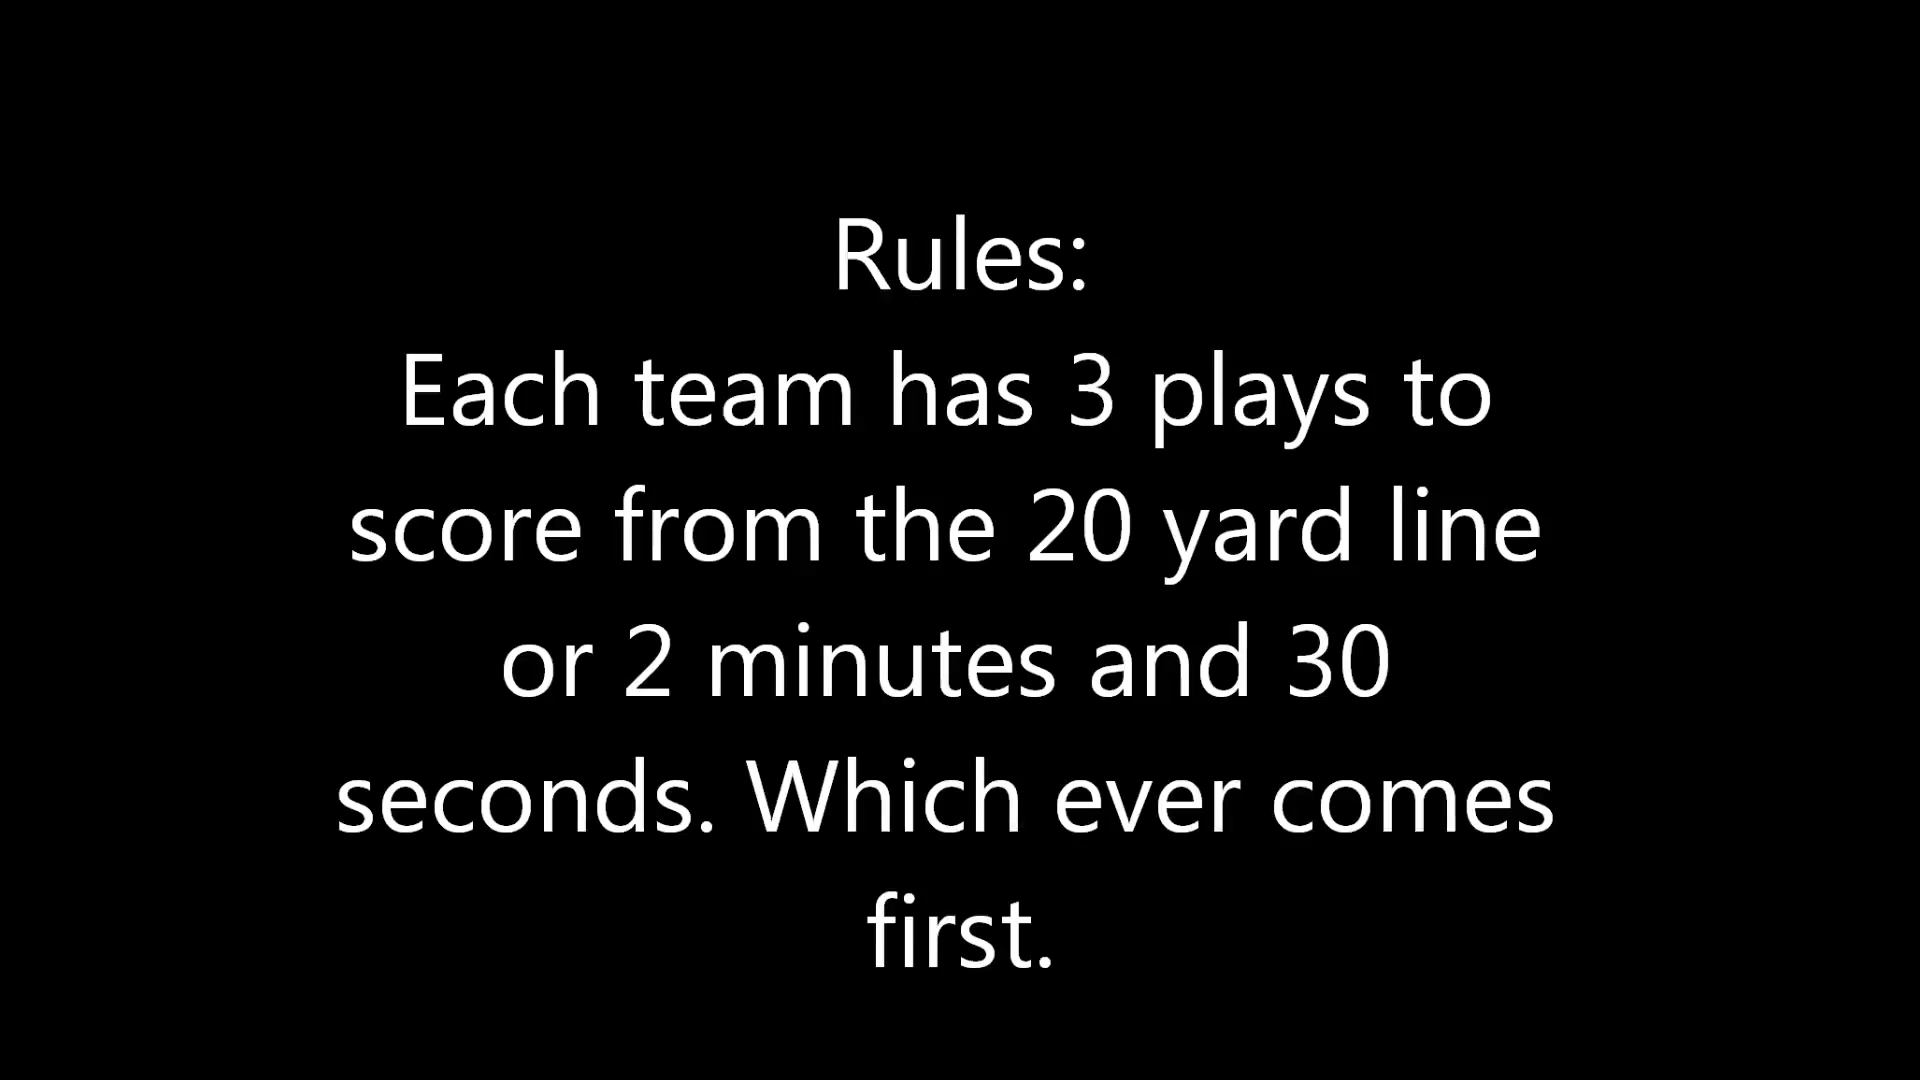 Rules:
Each team has 3 plays to
score from the 20 yard line
or 2 minutes and 30
seconds. Which ever comes
first.